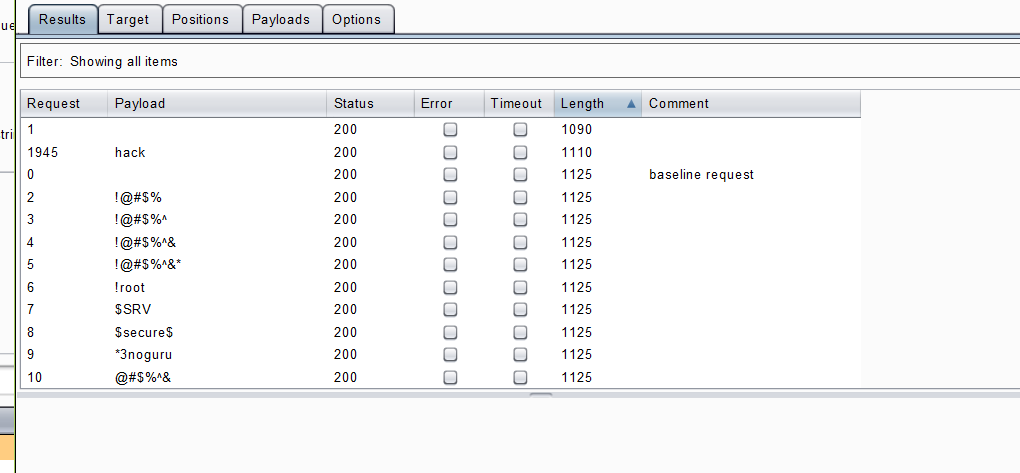 Results Target Positions Payloads Options
ue
Filter: Showing all items
Request Payload Status Error Timeout Length Comment
1 200 1090
tri
1945 hack 200 1110
0 200 1125 baseline request
2 !@#$% 200 1125
3 !@#$%^ 200 1125
4 !@#$%^& 200 1125
5 !@#$%^&* 200 1125
6 !root 200 1125
7 $SRV 200 1125
8 $secure$ 200 1125
9 *3noguru 200 1125
10 @#$%^& 200 1125